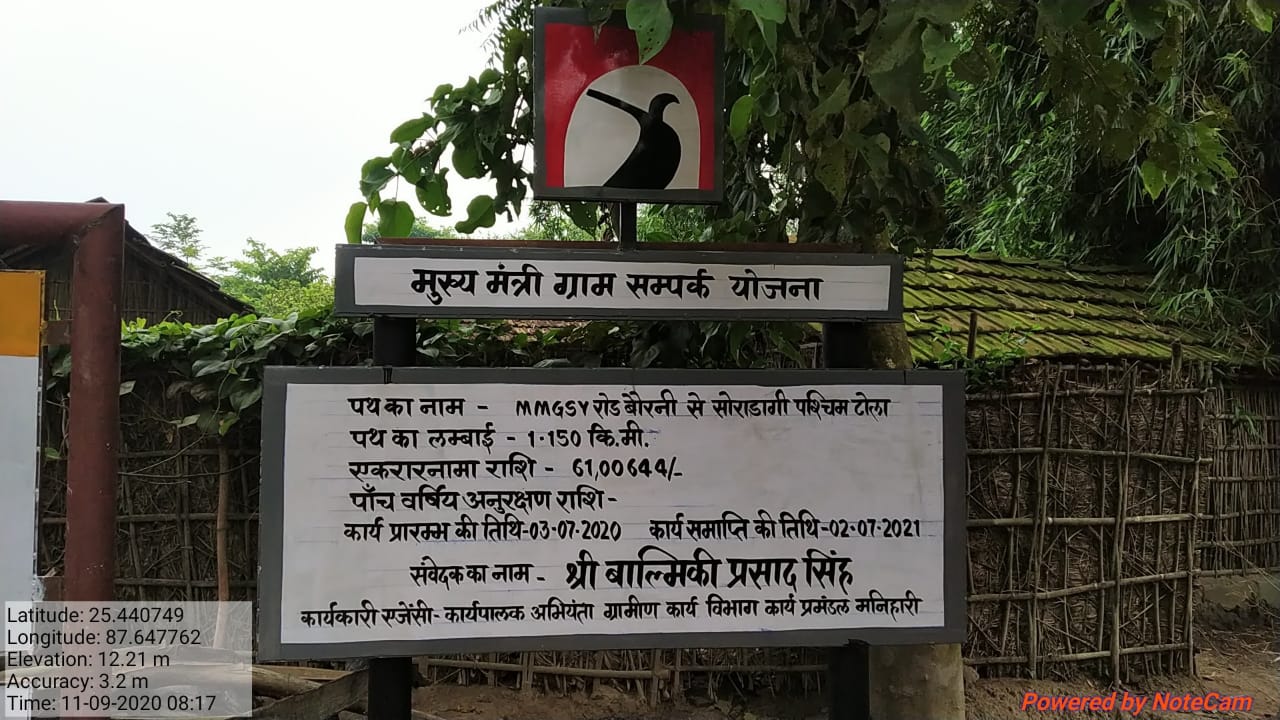 मुख्य मंत्री ग्राम सम्पर्क योजना
पथ का नाम - MMGSY रोड बौरनी से सोराडागी पश्चिम टोला
पथ का लम्बाई - 1.150 कि.मी.
एकरारनामा राशि - 61,00644/-
पाँच वर्षिय अनुरक्षण राशि-
कार्य प्रारम्भ की तिथि-03-07-2020 कार्य समाप्ति की तिथि-02-07-2021
संवेदक का नाम - श्री बाल्मिकी प्रसाद सिंह
कार्यकारी एजेंसी- कार्यपालक अभियंता ग्रामीण कार्य विभाग कार्य प्रमंडल मनिहारी
Latitude: 25.440749
Longitude: 87.647762
Elevation: 12.21 m
Accuracy: 3.2 m
Time: 11-09-2020 08:17
Powered by NoteCam